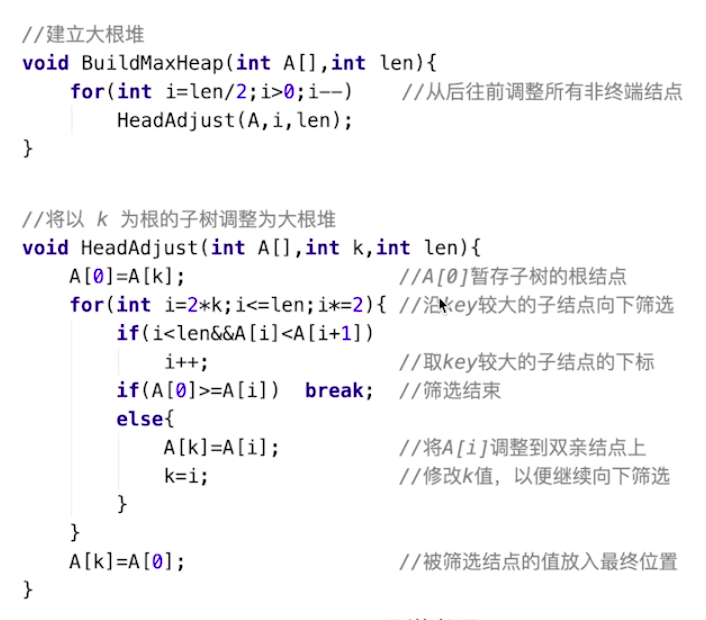 //建立大根堆
void BuildMaxHeap(int A[],int len){
for(int i=len/2;i>0;i--) //从后往前调整所有非终端结点
HeadAdjust(A,i,len);
}
//将以 k 为根的子树调整为大根堆
void HeadAdjust(int A[],int k,int len){
A[0]=A[k]; //A[0]暂存子树的根结点
for(int i=2*k;i<=len;i*=2){ //沿key较大的子结点向下筛选
if(i<len&&A[i]<A[i+1])
i++; //取key较大的子结点的下标
if(A[0]>=A[i]) break; //筛选结束
else{
A[k]=A[i]; //将A[i]调整到双亲结点上
k=i; //修改k值，以便继续向下筛选
}
}
A[k]=A[0]; //被筛选结点的值放入最终位置
}